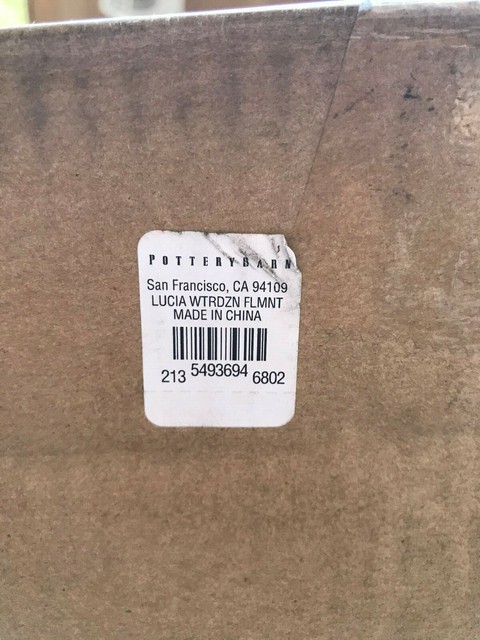 POTTERYBARN
San Francisco, CA 94109
LUCIA WTRDZN FLMNT
MADE IN CHINA
213 5493694 6802